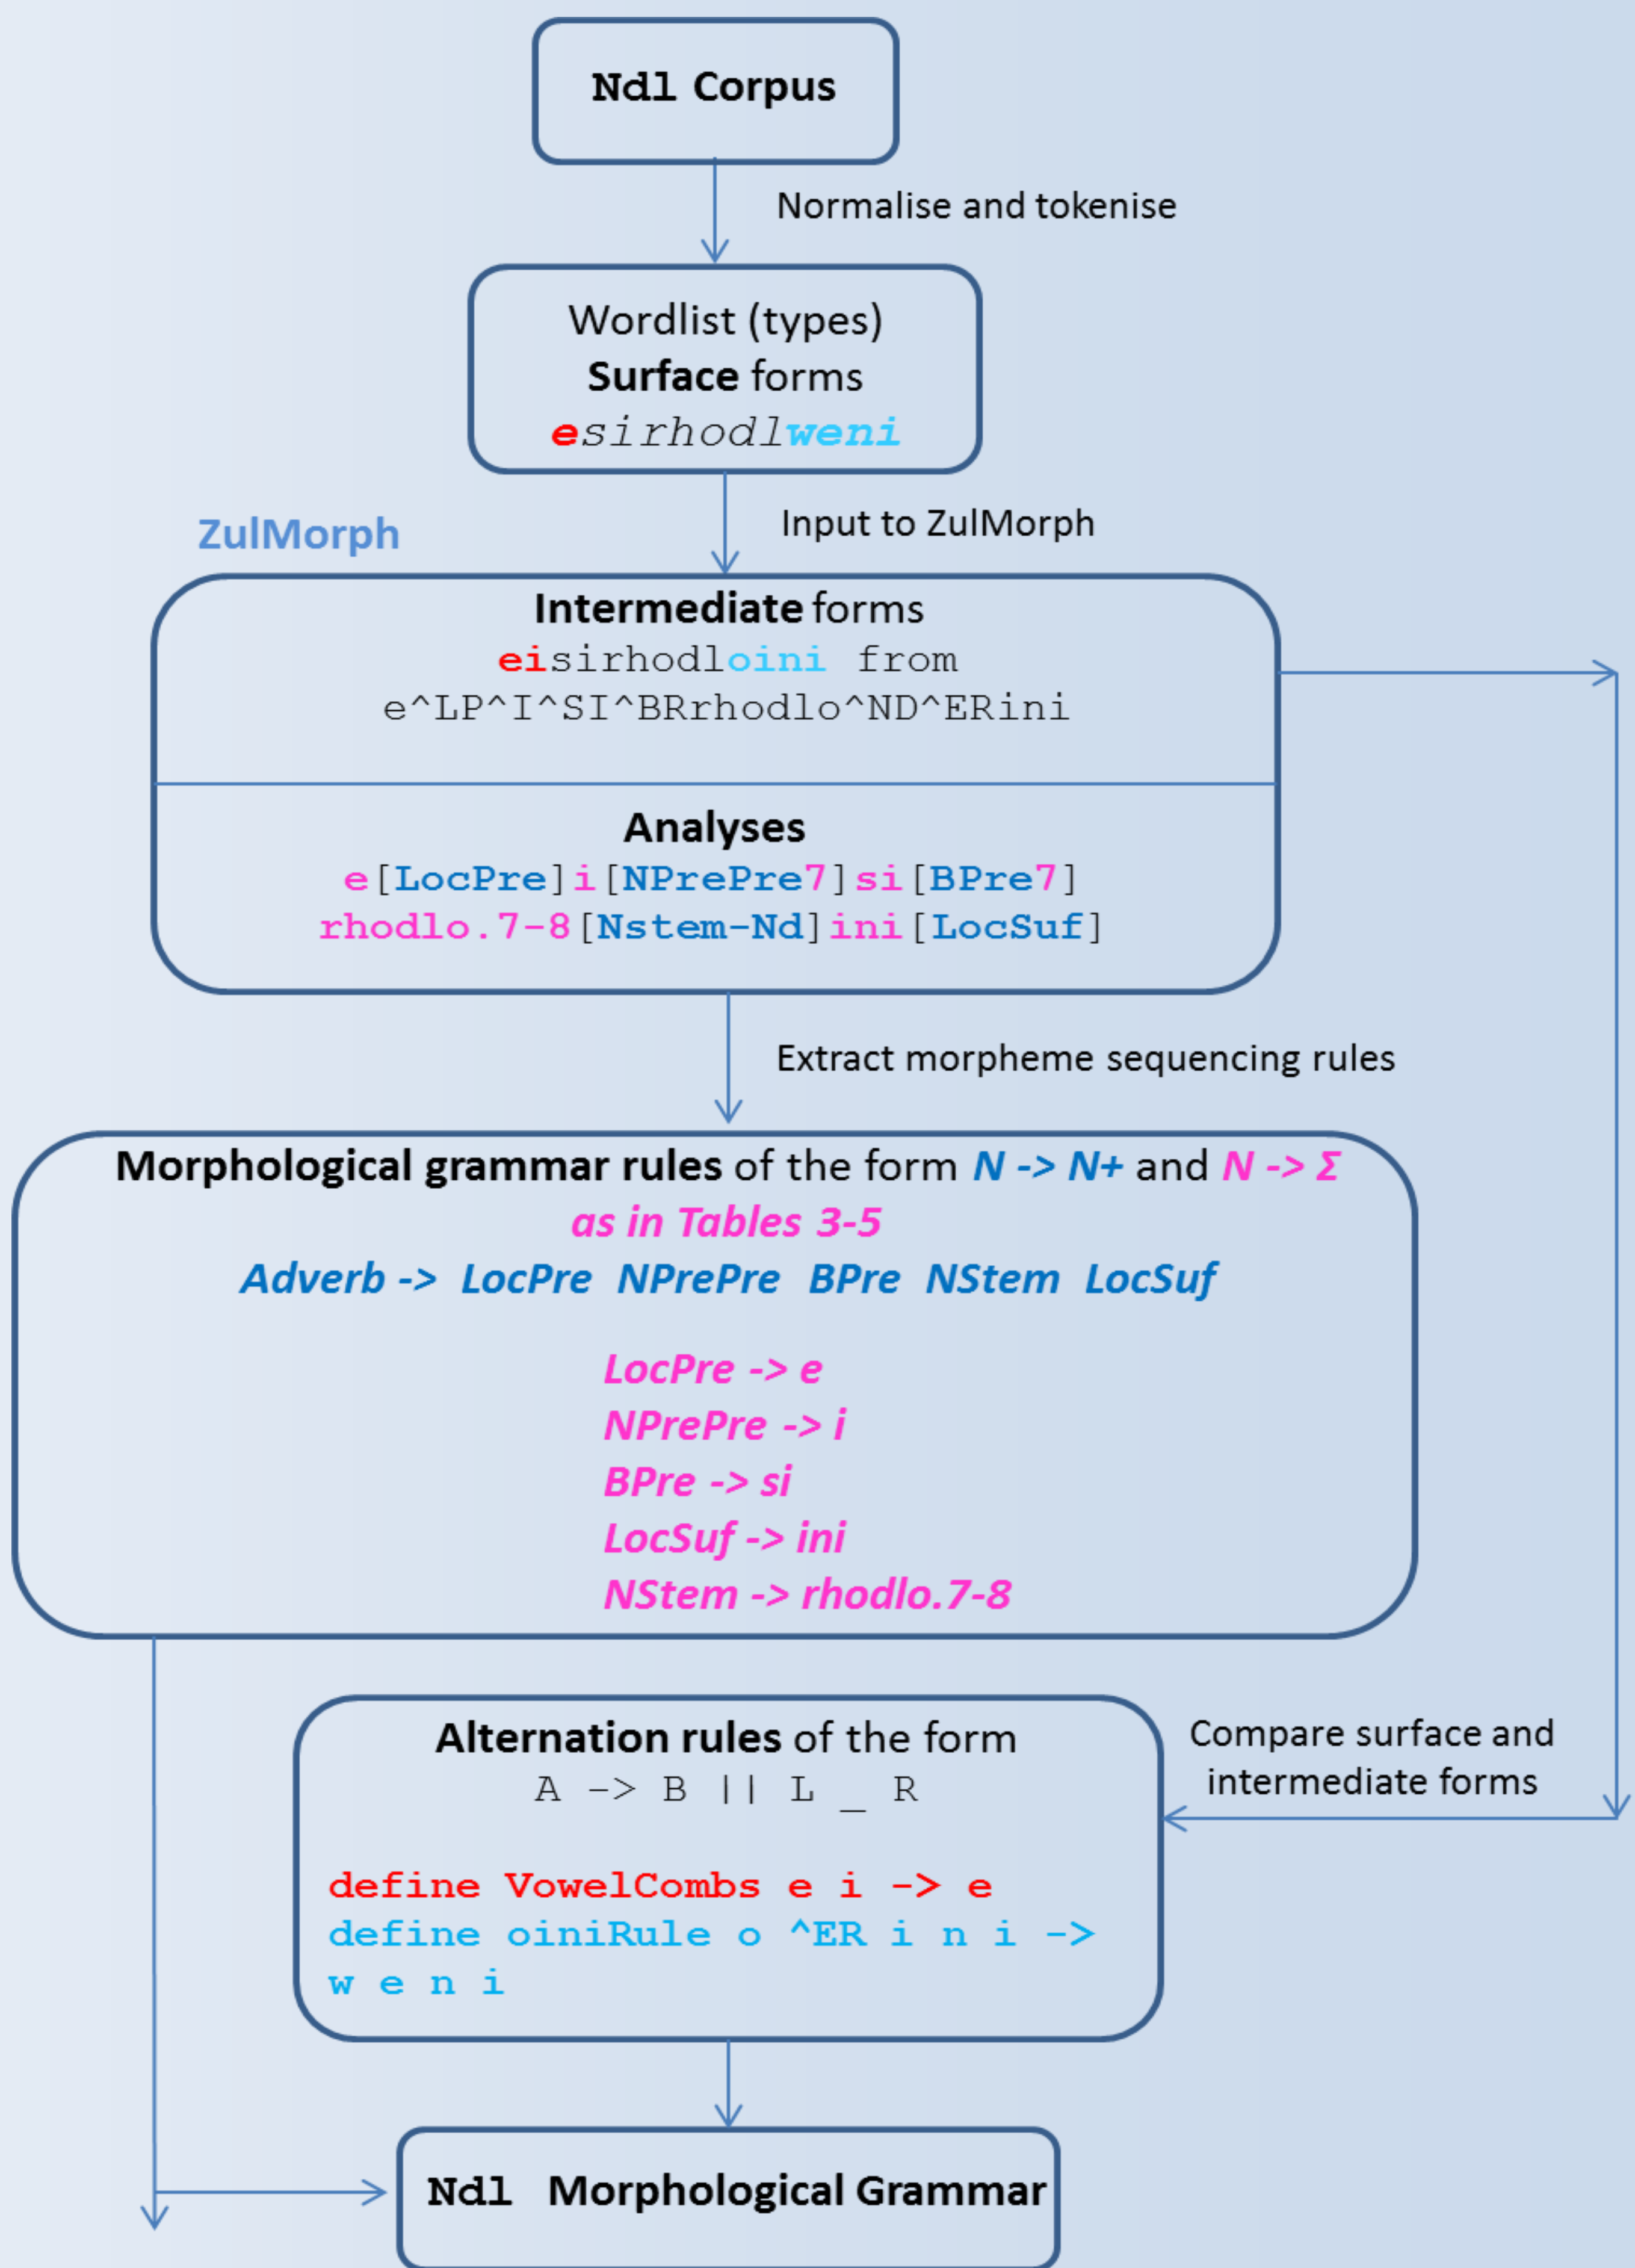 Ndl Corpus
Normalise and tokenise
Wordlist (types)
Surface forms
esirhodlweni
Input to ZulMorph
ZulMorph
Intermediate forms
eisirhodloini from
e^LP^I^SI^BRrhodlo^ND^ERini
Analyses
e[LocPre]i[NPrePre7]si[BPre7]
rhodlo.7-8[Nstem-Nd]ini[LocSuf]
Extract morpheme sequencing rules
Morphological grammar rules of the form N -> N+ and N -> Σ
as in Tables 3-5
Adverb -> LocPre NPrePre BPre NStem LocSuf
LocPre -> e
NPrePre -> i
BPre -> si
LocSuf -> ini
NStem -> rhodlo.7-8
Alternation rules of the form
A -> B || L _ R
define VowelCombs e i -> e
define oiniRule o ^ER i n i ->
w e n i
Compare surface and
intermediate forms
Ndl Morphological Grammar